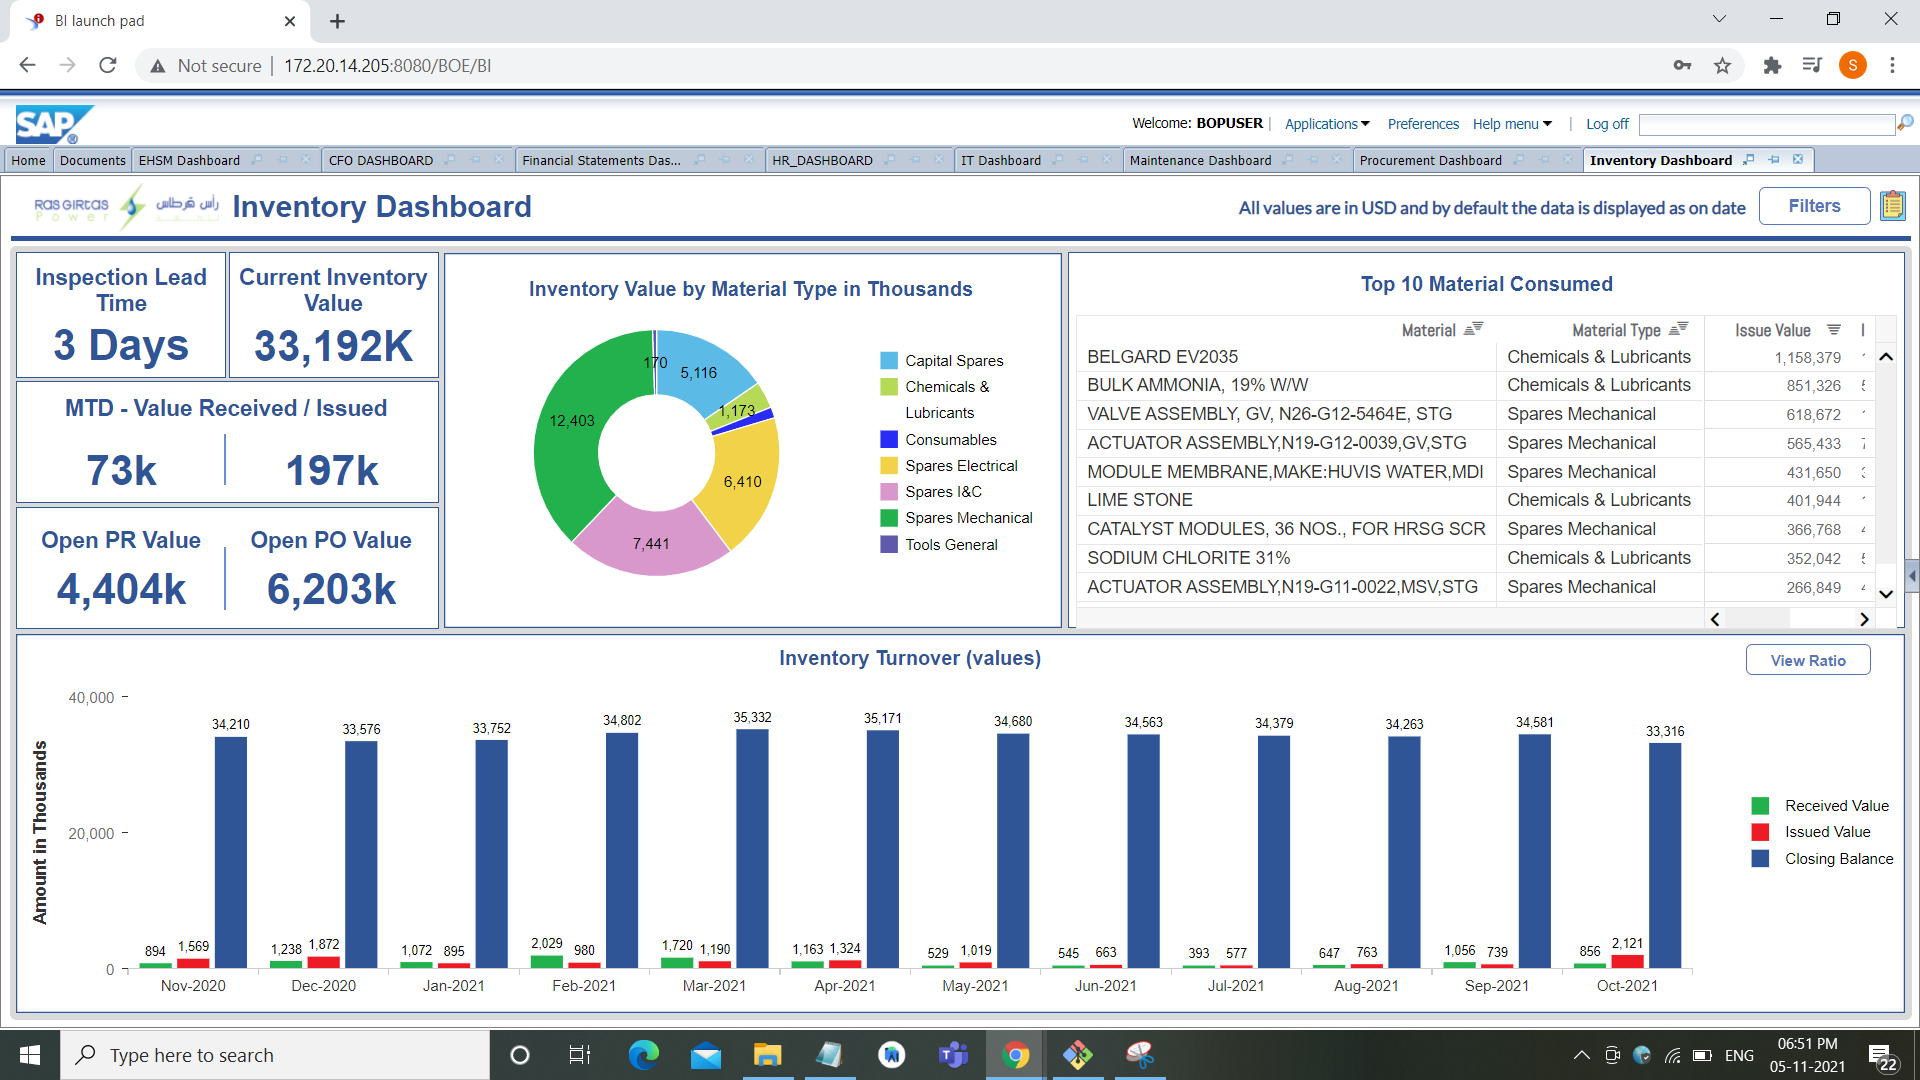 BI launch pad
Not secure
172.20.14.205:8080/BOE/BI
S
SAP
Welcome: BOPUSER
Applications
Preferences
Help menu
Log off
Home
Documents
EHSM Dashboard
CFO DASHBOARD
Financial Statements Das...
HR_DASHBOARD
IT Dashboard
Maintenance Dashboard
Procurement Dashboard
Inventory Dashboard
RAS GIRTAS
Power
رأس قرطاس
Inventory Dashboard
All values are in USD and by default the data is displayed as on date
Filters
Inspection Lead
Time
3 Days
Current Inventory
Value
33,192K
MTD - Value Received / Issued
73k
197k
Open PR Value
4,404k
Open PO Value
6,203k
Inventory Value by Material Type in Thousands
170
5,116
1,173
12,403
6,410
7,441
Capital Spares
Chemicals &
Lubricants
Consumables
Spares Electrical
Spares I&C
Spares Mechanical
Tools General
Top 10 Material Consumed
Material Material Type Issue Value
BELGARD EV2035 Chemicals & Lubricants 1,158,379
BULK AMMONIA, 19% W/W Chemicals & Lubricants 851,326
VALVE ASSEMBLY, GV, N26-G12-5464E, STG Spares Mechanical 618,672
ACTUATOR ASSEMBLY,N19-G12-0039,GV,STG Spares Mechanical 565,433
MODULE MEMBRANE,MAKE:HUVIS WATER,MDI Spares Mechanical 431,650
LIME STONE Chemicals & Lubricants 401,944
CATALYST MODULES, 36 NOS., FOR HRSG SCR Spares Mechanical 366,768
SODIUM CHLORITE 31% Chemicals & Lubricants 352,042
ACTUATOR ASSEMBLY,N19-G11-0022,MSV,STG Spares Mechanical 266,849
Inventory Turnover (values)
View Ratio
Amount in Thousands
40,000
20,000
0
34,210 33,576 33,752 34,802 35,332 35,171 34,680 34,563 34,379 34,263 34,581 33,316
894 1,569 1,238 1,872 1,072 895 2,029 980 1,720 1,190 1,163 1,324 529 1,019 545 663 393 577 647 763 1,056 739 856 2,121
Nov-2020 Dec-2020 Jan-2021 Feb-2021 Mar-2021 Apr-2021 May-2021 Jun-2021 Jul-2021 Aug-2021 Sep-2021 Oct-2021
Received Value
Issued Value
Closing Balance
Type here to search
ENG
06:51 PM
05-11-2021
22